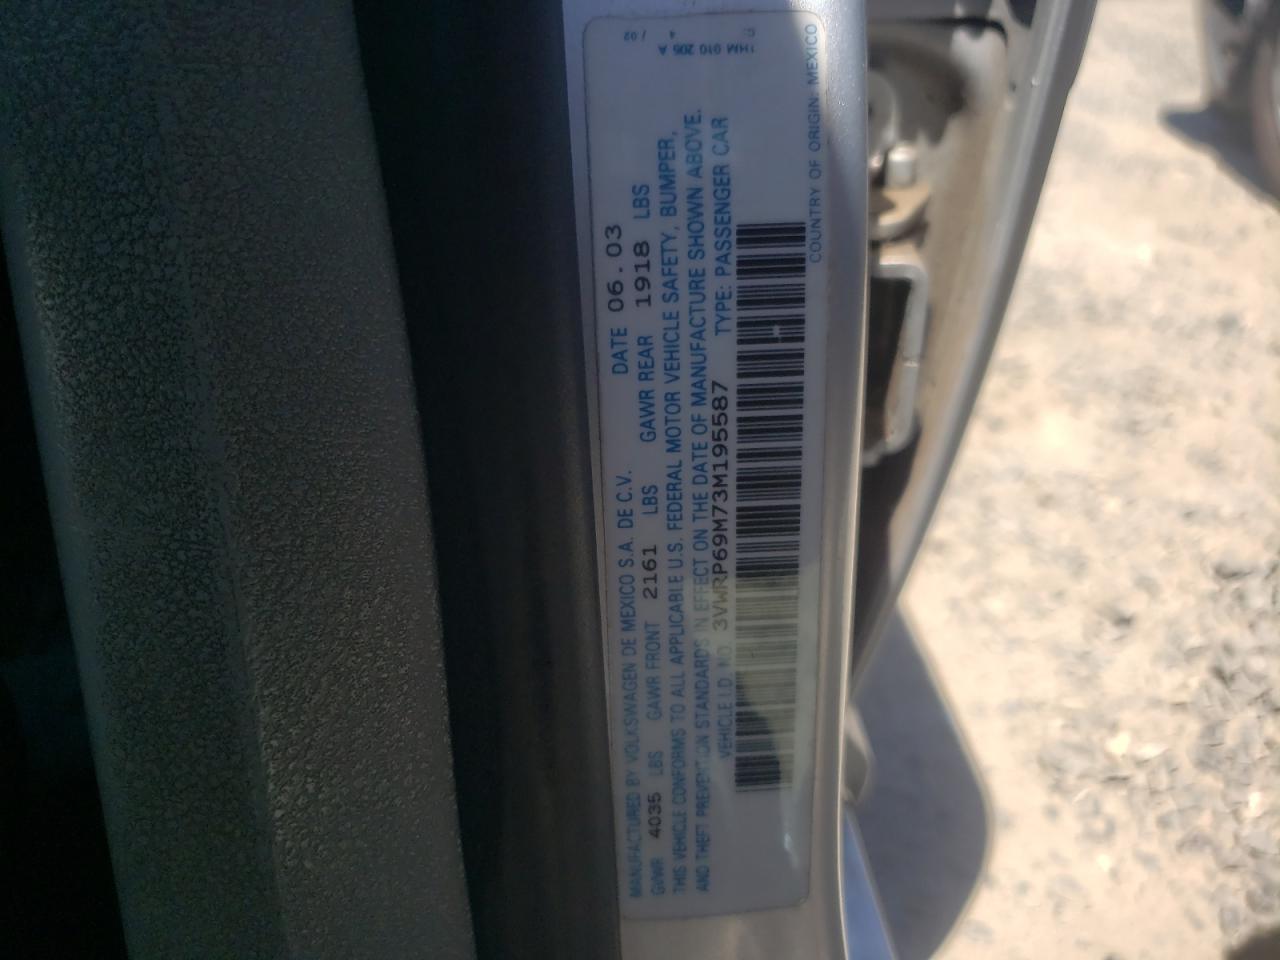 MANUFACTURED BY VOLKSWAGEN DE MEXICO S.A. DE C.V. DATE 06.03
GVWR 4035 LBS GAWR FRONT 2161 LBS GAWR REAR 1918 LBS
THIS VEHICLE CONFORMS TO ALL APPLICABLE U.S. FEDERAL MOTOR VEHICLE SAFETY, BUMPER,
AND THEFT PREVENTION STANDARDS IN EFFECT ON THE DATE OF MANUFACTURE SHOWN ABOVE.
VEHICLE I.D. NO. 3VWRP69M73M195587 TYPE: PASSENGER CAR
COUNTRY OF ORIGIN: MEXICO
1HM 010 205 A